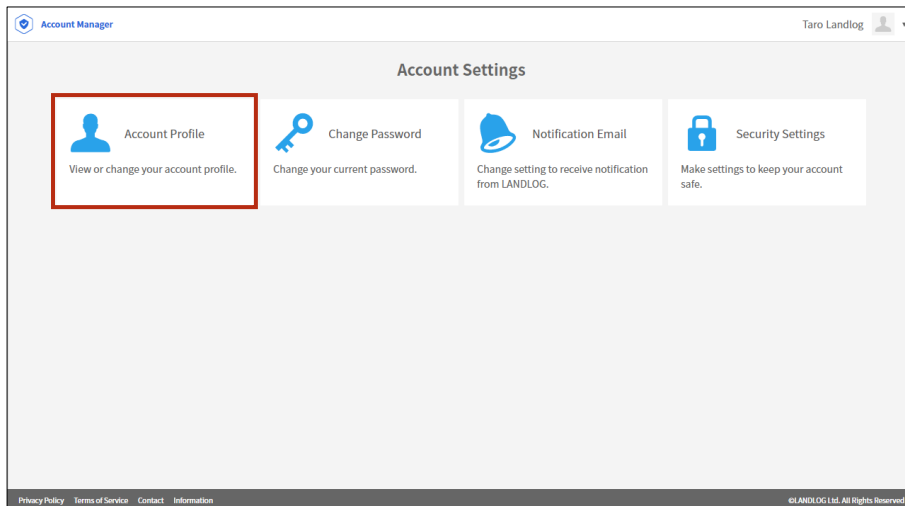 Account Manager
Taro Landlog
Account Settings
Account Profile
View or change your account profile.
Change Password
Change your current password.
Notification Email
Change setting to receive notification
from LANDLOG.
Security Settings
Make settings to keep your account
safe.
Privacy Policy Terms of Service Contact Information
©LANDLOG Ltd. All Rights Reserved